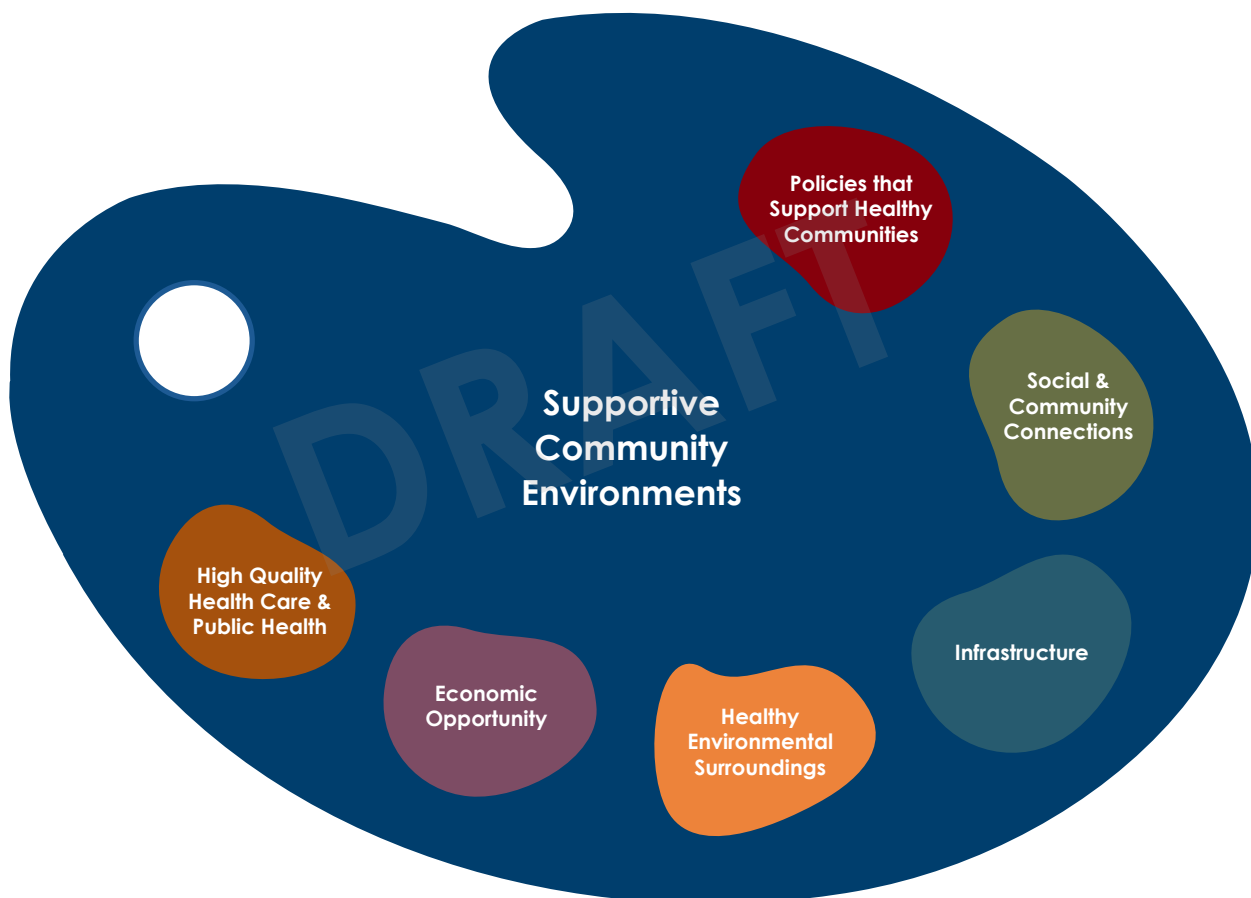 Policies that
Support Healthy
Communities
Social &
Community
Connections
Supportive
Community
Environments
DRAFT
High Quality
Health Care &
Public Health
Economic
Opportunity
Healthy
Environmental
Surroundings
Infrastructure